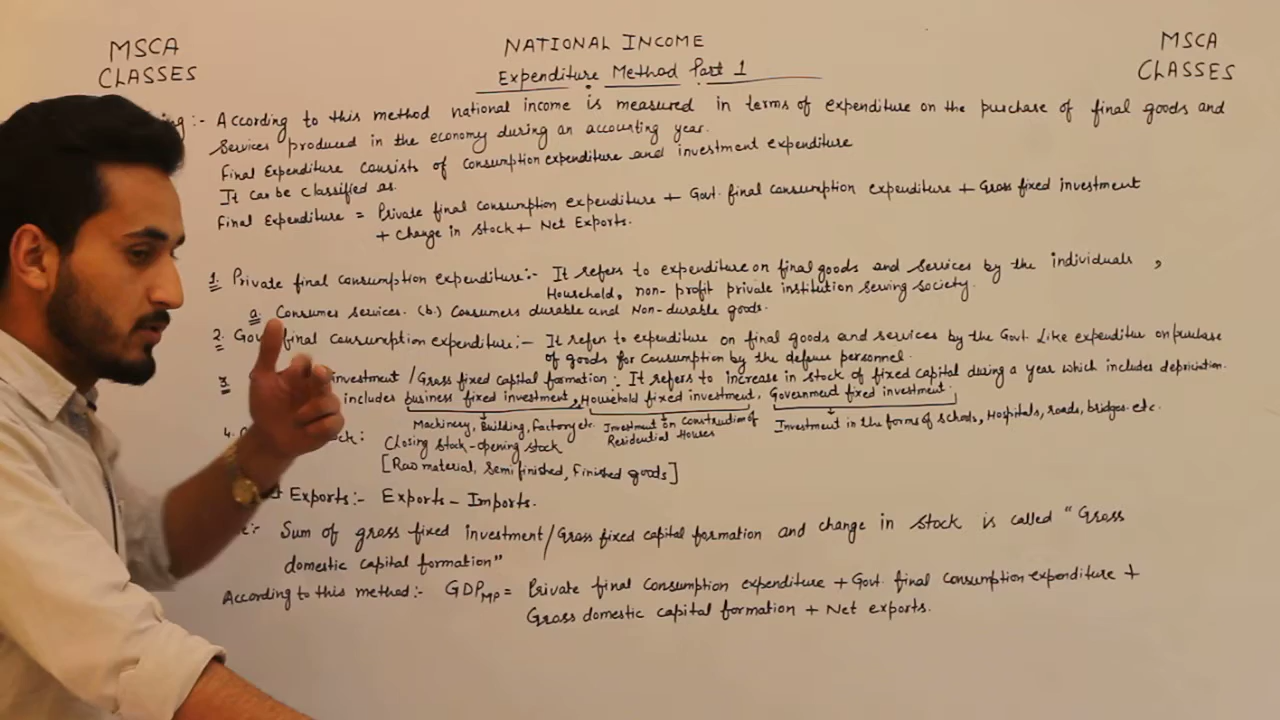 MSCA
CLASSES
NATIONAL INCOME
Expenditure Method Part 1
MSCA
CLASSES
:- According to this method national income is measured in terms of expenditure on the purchase of final goods and
services produced in the economy during an accounting year.
Final Expenditure consists of consumption expenditure and investment expenditure
It can be classified as
Final Expenditure = Private final consumption expenditure + Govt. final consumption expenditure + Gross fixed investment
+ Change in stock + Net Exports.
1. Private final consumption expenditure:- It refers to expenditure on final goods and services by the individuals,
Household, non-profit private institution serving society.
a. Consumer services. (b.) Consumers durable and Non-durable goods.
2. Gov final consumption expenditure:- It refer to expenditure on final goods and services by the Govt. Like expenditur on purchase
of goods for consumption by the defense personnel.
3. investment / Gross fixed capital formation:- It refers to increase in stock of fixed capital during a year which includes depriciation.
includes business fixed investment, Household fixed investment, Government fixed investment.
Machinery, Building, Factory etc. Investment on construction of Residential Houses Investment in the forms of schools, Hospitals, roads, bridges. etc.
4. : Closing stock - opening stock
[Raw material, Semi finished, Finished goods]
Exports:- Exports - Imports.
:- Sum of gross fixed investment/Gross fixed capital formation and change in stock is called "Gross
domestic capital formation"
According to this method:- GDPMP = Private final consumption expenditure + Govt. final consumption expenditure +
Gross domestic capital formation + Net exports.